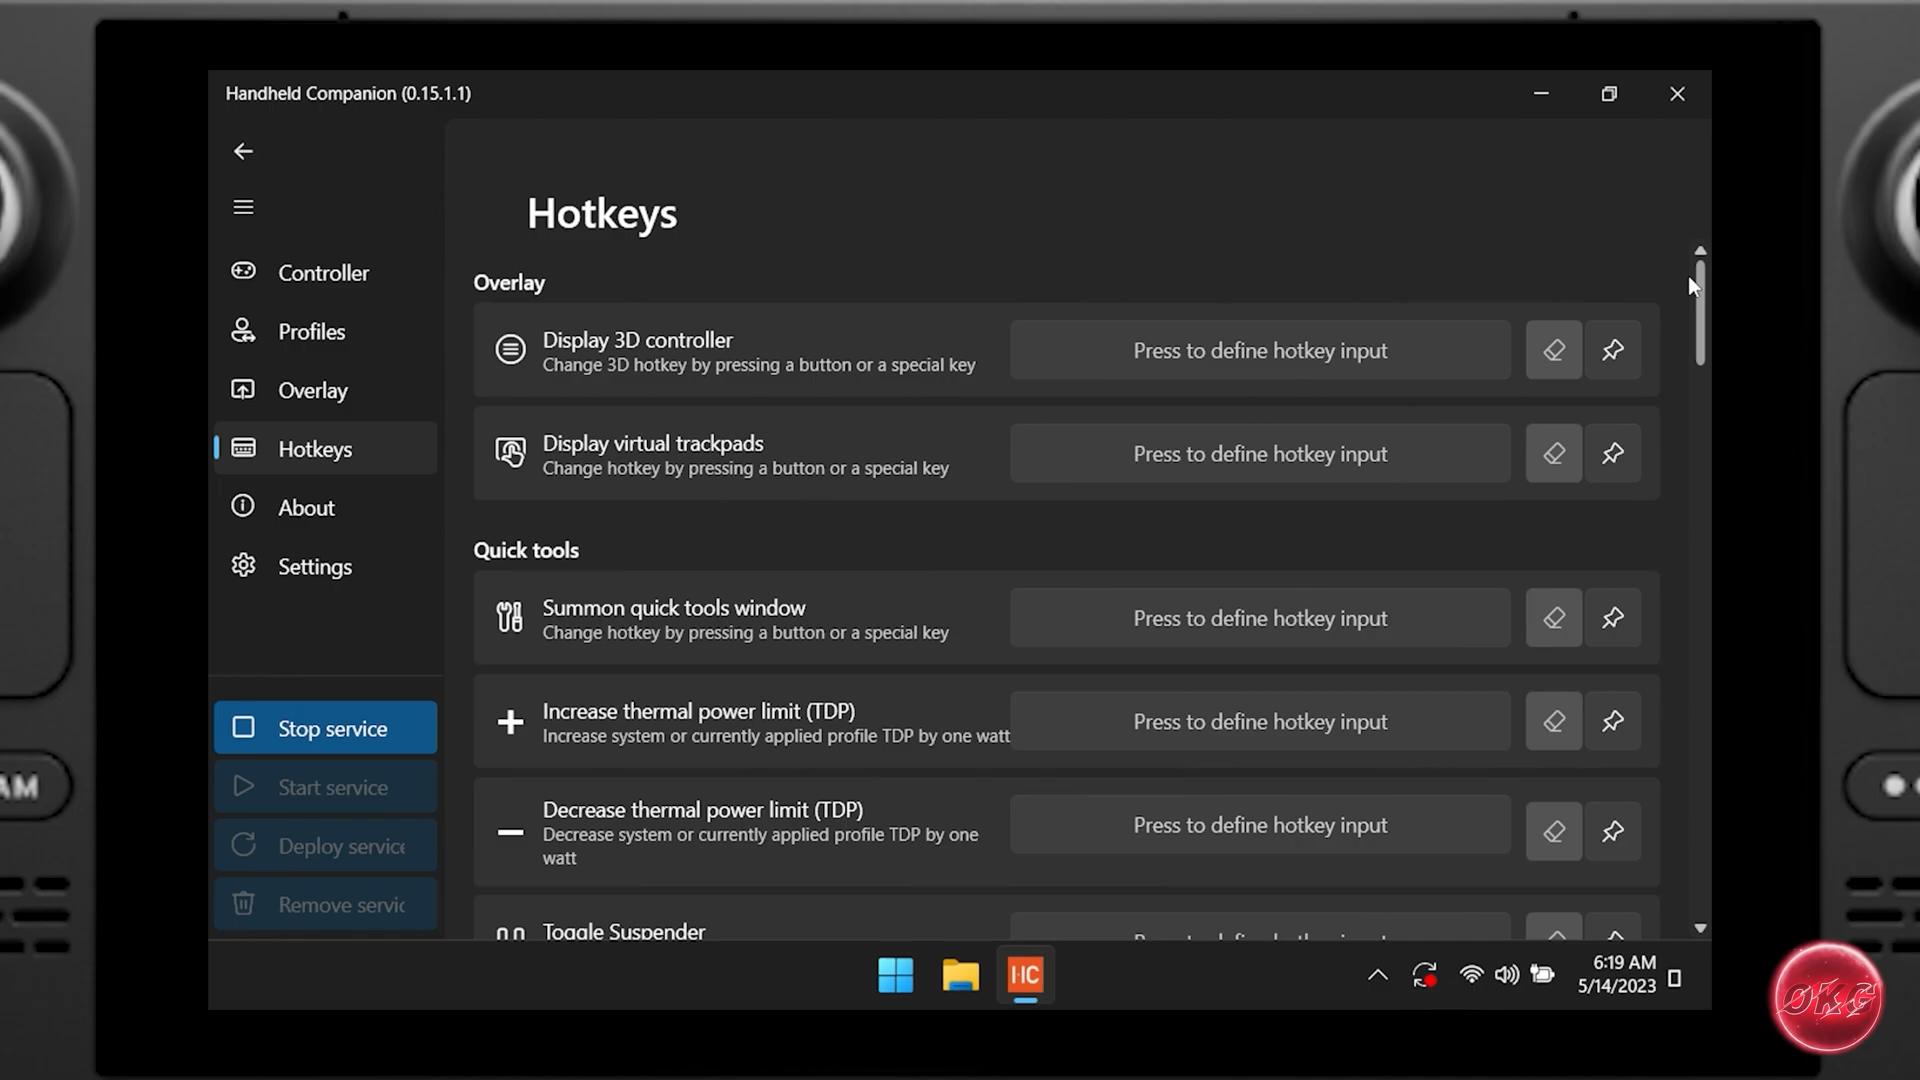 Handheld Companion (0.15.1.1)
Hotkeys
Controller
Profiles
Overlay
Hotkeys
About
Settings
Stop service
Start service
Deploy service
Remove servic
Overlay
Display 3D controller
Change 3D hotkey by pressing a button or a special key
Press to define hotkey input
Display virtual trackpads
Change hotkey by pressing a button or a special key
Press to define hotkey input
Quick tools
Summon quick tools window
Change hotkey by pressing a button or a special key
Press to define hotkey input
Increase thermal power limit (TDP)
Increase system or currently applied profile TDP by one watt
Press to define hotkey input
Decrease thermal power limit (TDP)
Decrease system or currently applied profile TDP by one
watt
Press to define hotkey input
Toggle Suspender
HC
6:19 AM
5/14/2023
AM
OKG